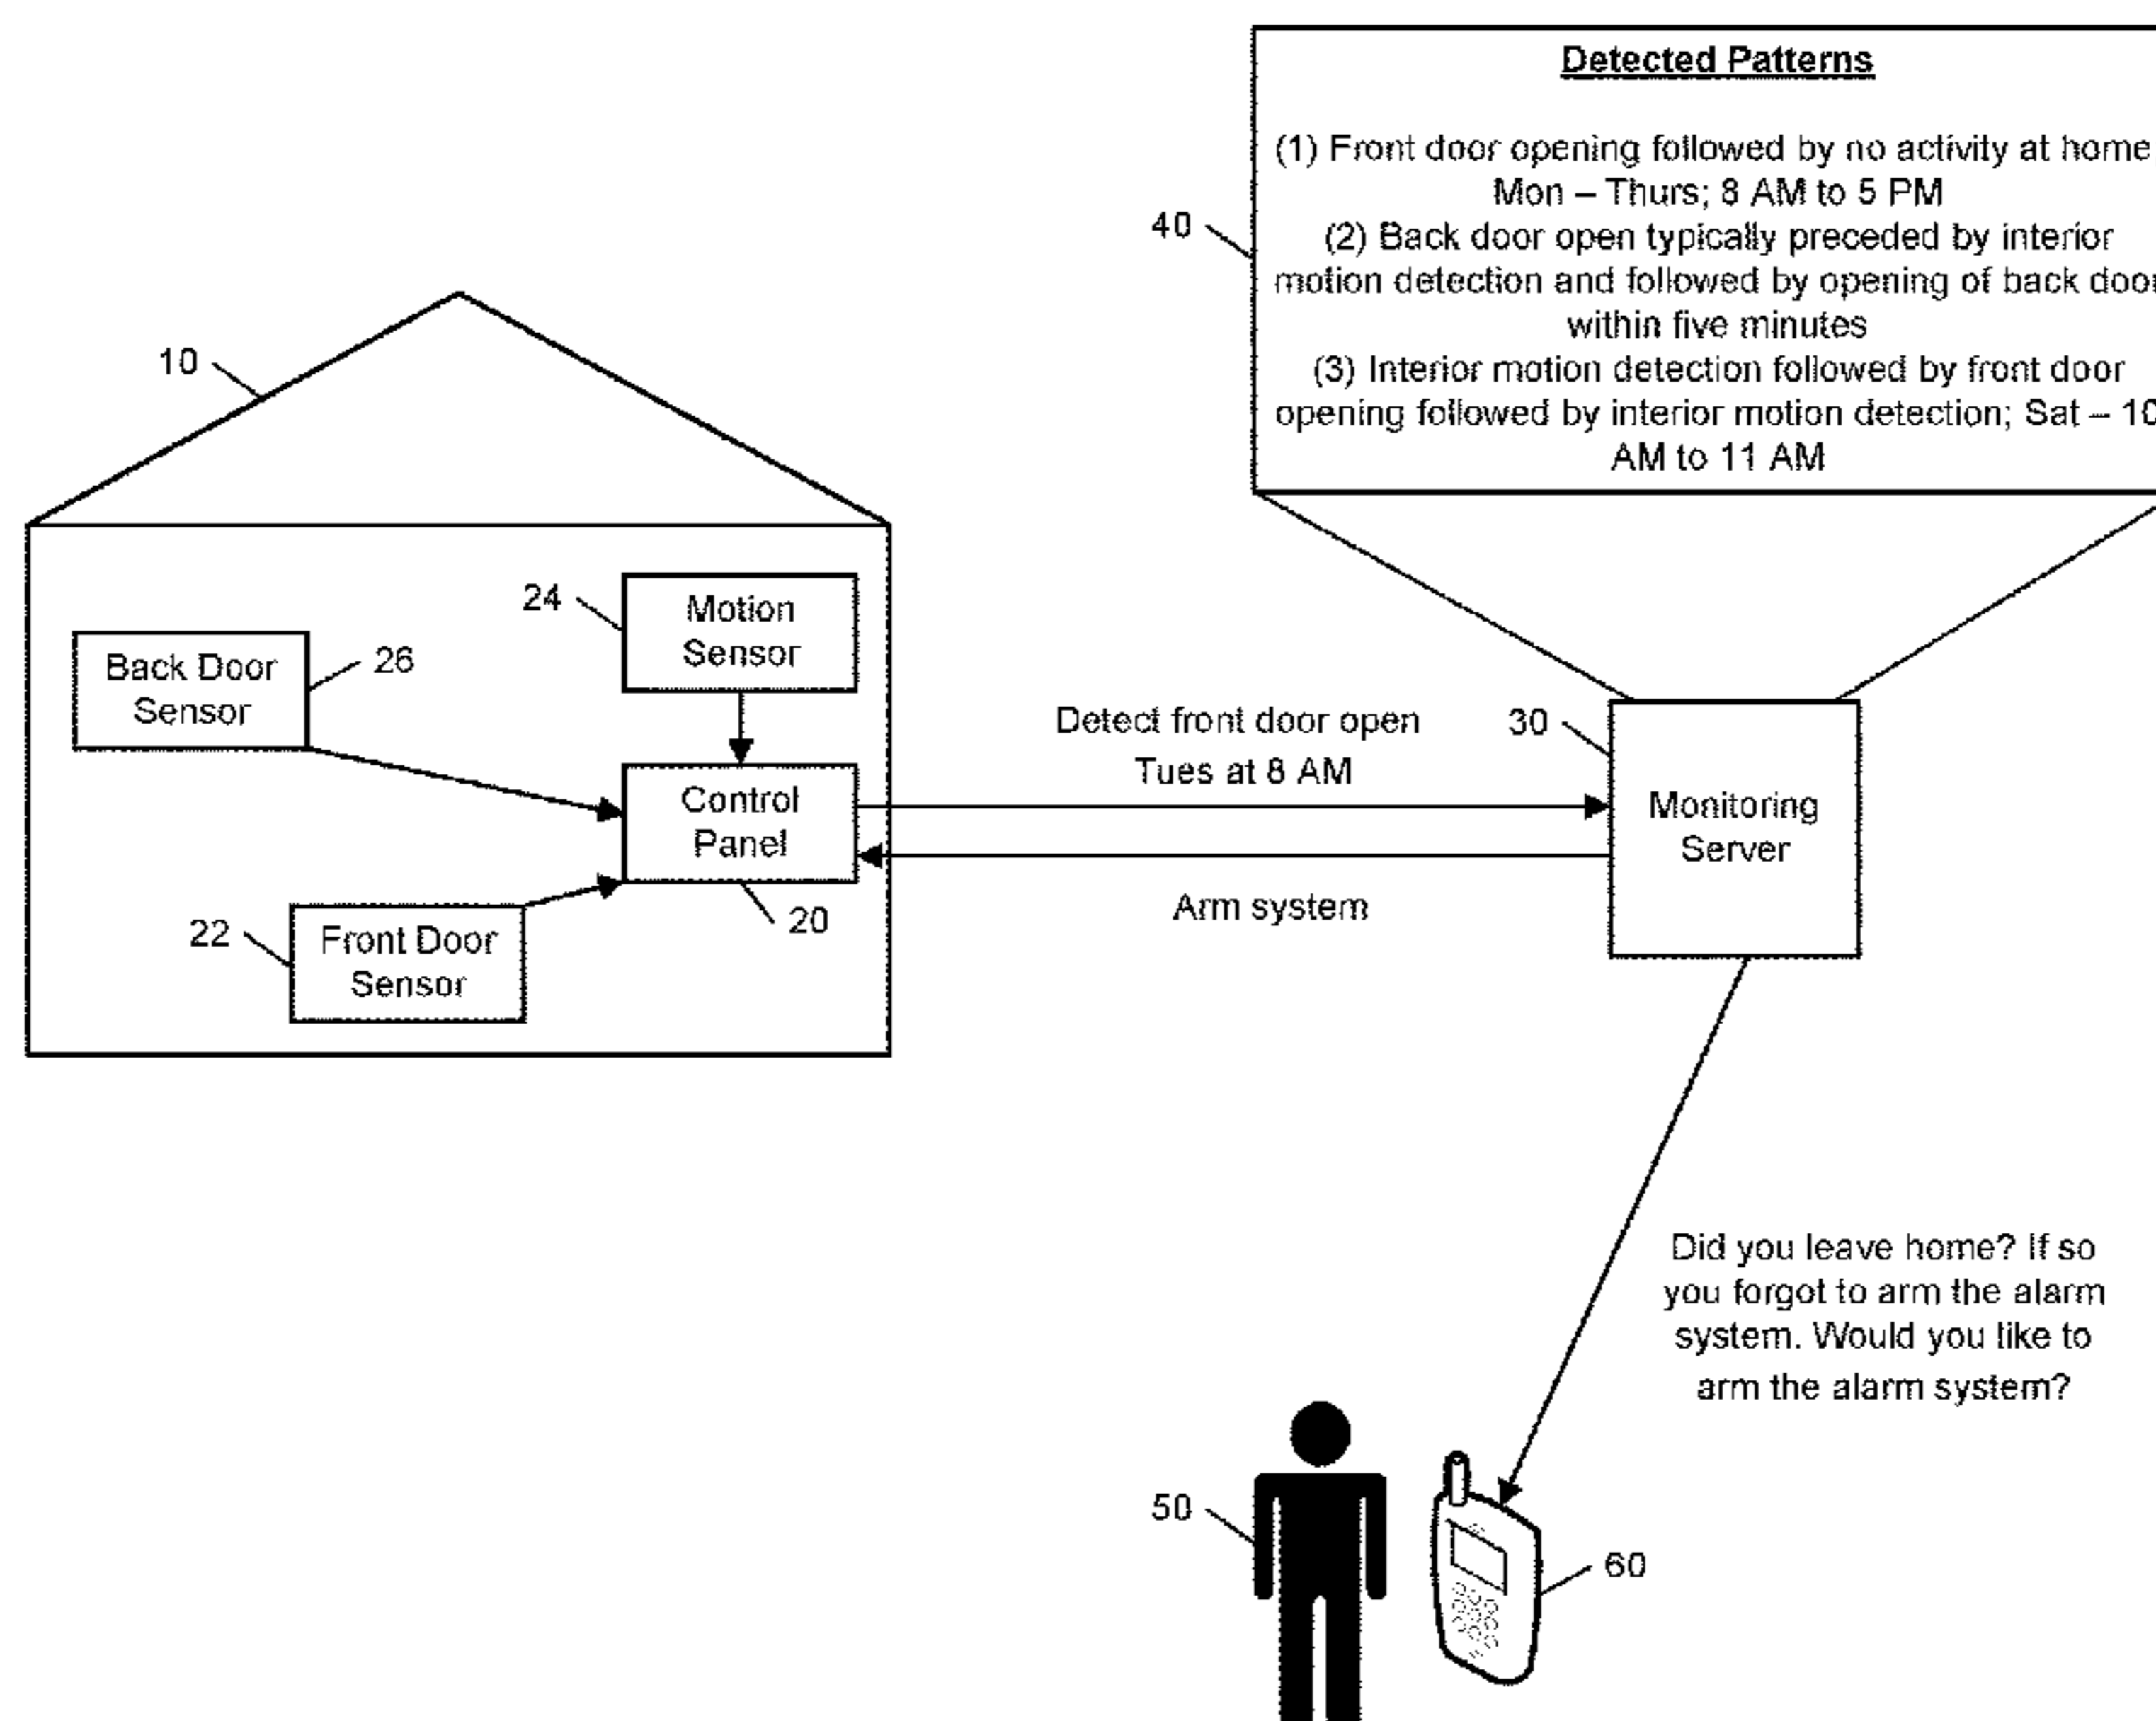 Detected Patterns
(1) Front door opening followed by no activity at home
Mon – Thurs; 8 AM to 5 PM
(2) Back door open typically preceded by interior
motion detection and followed by opening of back door
within five minutes
(3) Interior motion detection followed by front door
opening followed by interior motion detection; Sat – 10
AM to 11 AM
40
10
24
Motion
Sensor
Back Door
Sensor
26
Control
Panel
20
22
Front Door
Sensor
Detect front door open
Tues at 8 AM
Arm system
30
Monitoring
Server
Did you leave home? If so
you forgot to arm the alarm
system. Would you like to
arm the alarm system?
50
60